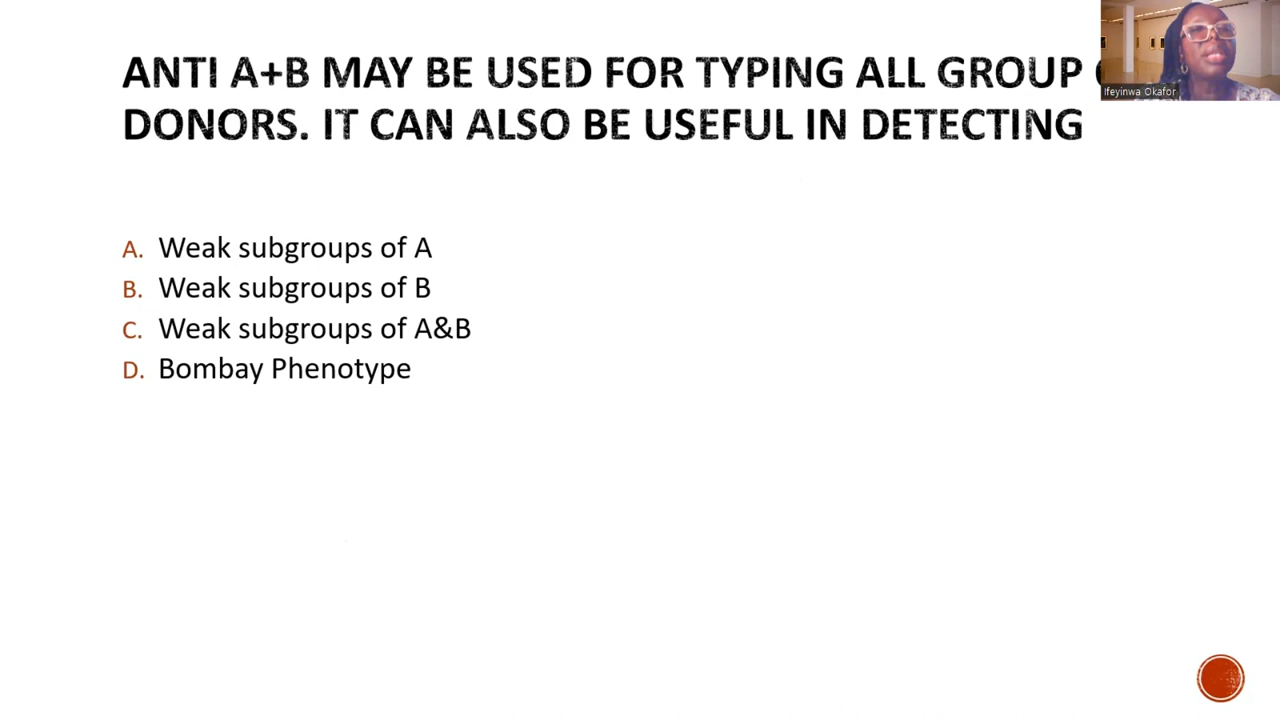 ANTI A+B MAY BE USED FOR TYPING ALL GROUP
DONORS. IT CAN ALSO BE USEFUL IN DETECTING
Ifeyinwa Okafor
A. Weak subgroups of A
B. Weak subgroups of B
C. Weak subgroups of A&B
D. Bombay Phenotype